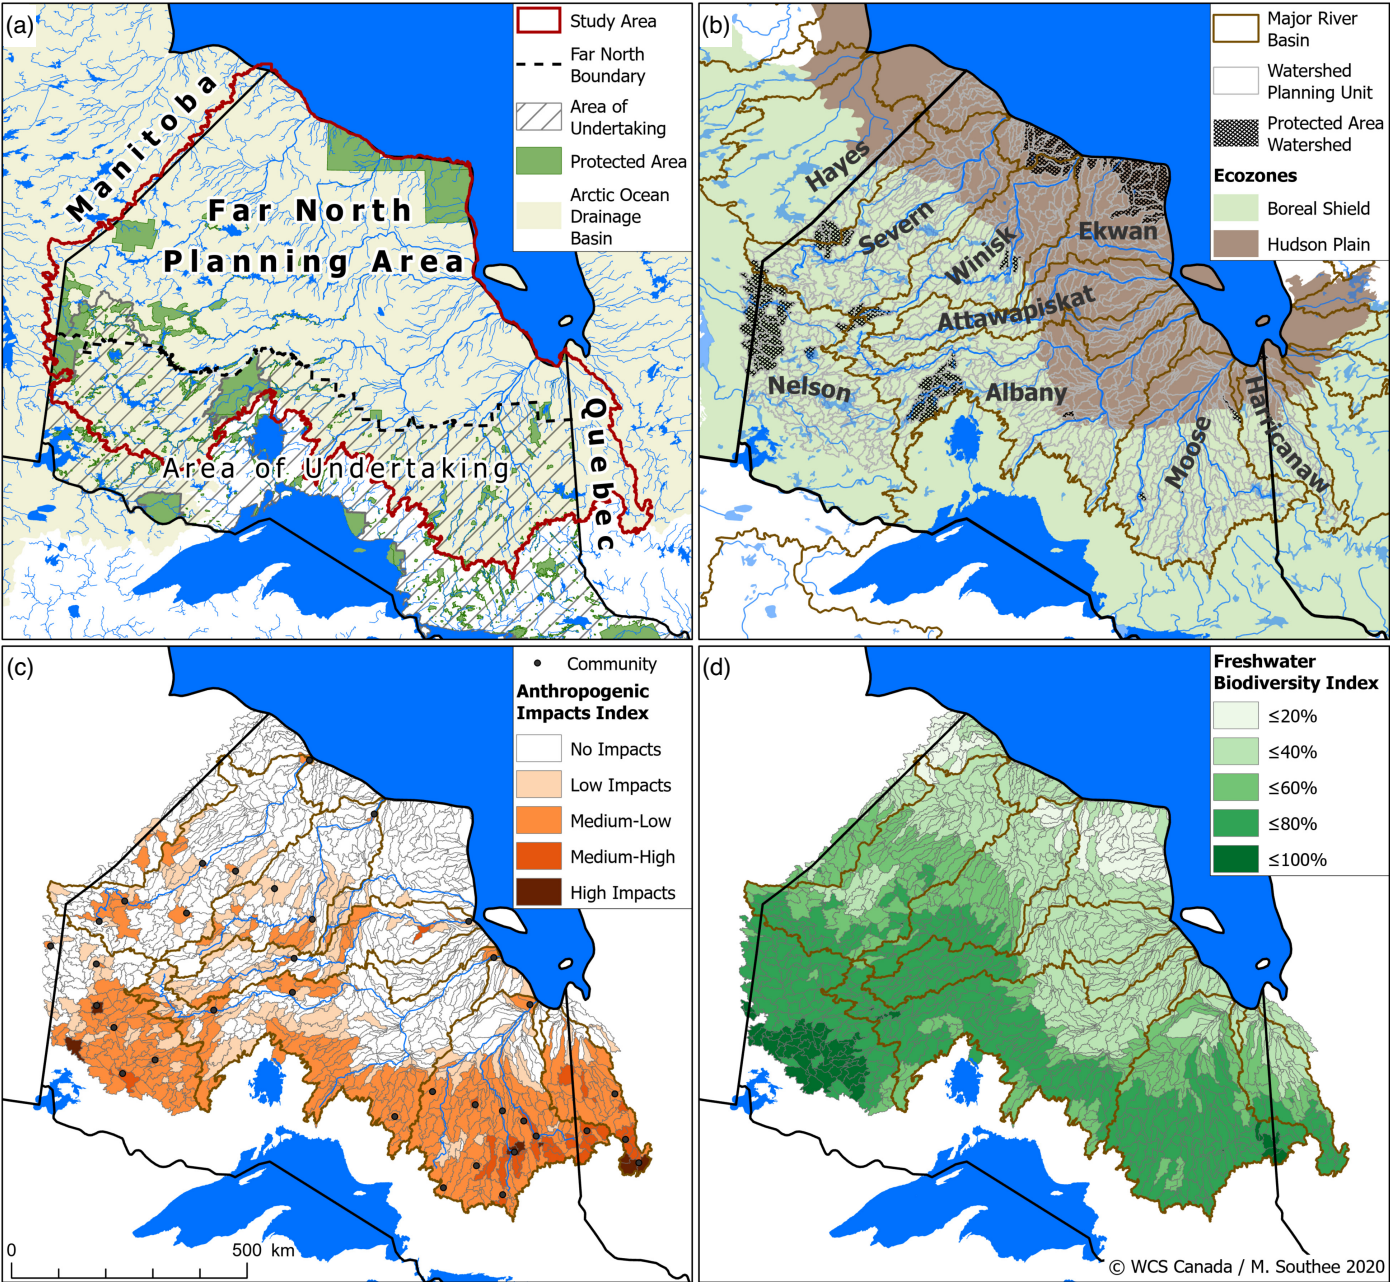 (a)
Study Area
Far North
Boundary
Area of
Undertaking
Protected Area
Arctic Ocean
Drainage
Basin
Manitoba
Far North
Planning Area
Area of Undertaking
Quebec
(b)
Major River
Basin
Watershed
Planning Unit
Protected Area
Watershed
Ecozones
Boreal Shield
Hudson Plain
Hayes
Severn
Winisk
Ekwan
Attawapiskat
Nelson
Albany
Moose
Harricanaw
(c)
Community
Anthropogenic
Impacts Index
No Impacts
Low Impacts
Medium-Low
Medium-High
High Impacts
0 500 km
(d)
Freshwater
Biodiversity Index
≤20%
≤40%
≤60%
≤80%
≤100%
© WCS Canada / M. Southee 2020